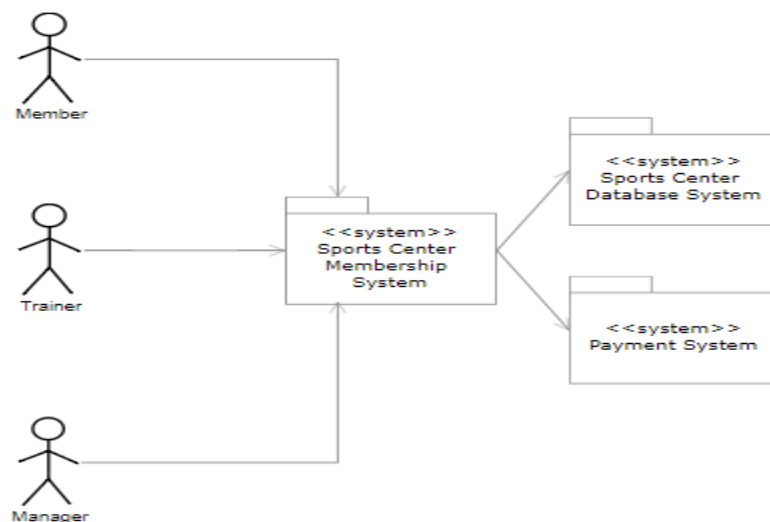 Member
<<system>>
Sports Center
Database System
Trainer
<<system>>
Sports Center
Membership
System
<<system>>
Payment System
Manager